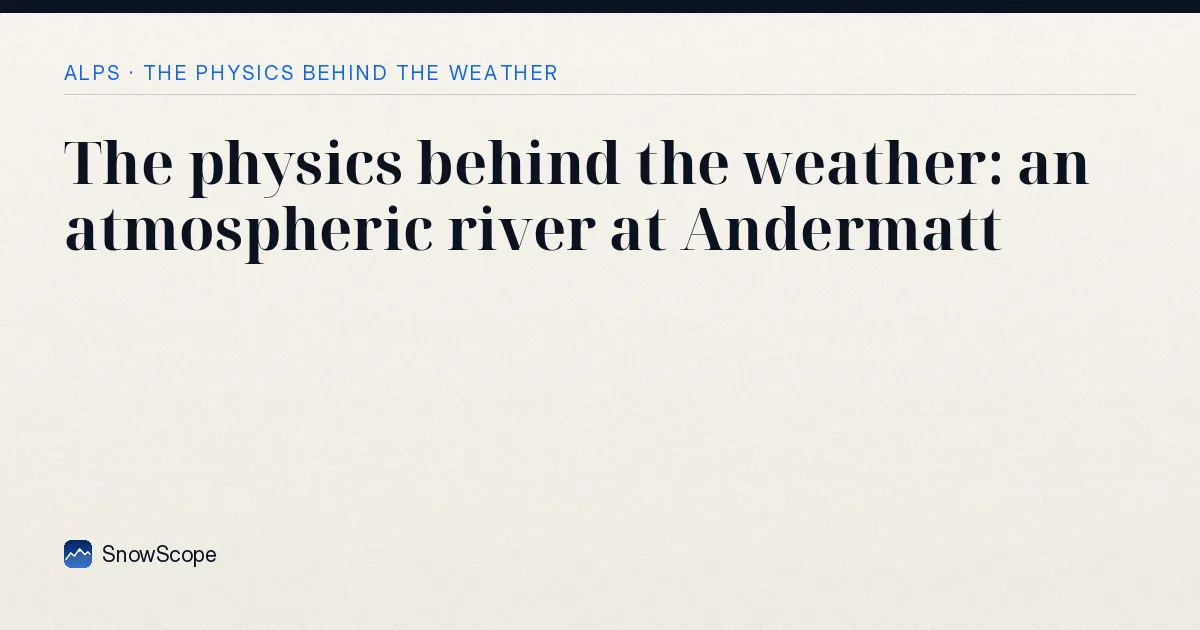 ALPS · THE PHYSICS BEHIND THE WEATHER
The physics behind the weather: an
atmospheric river at Andermatt
SnowScope